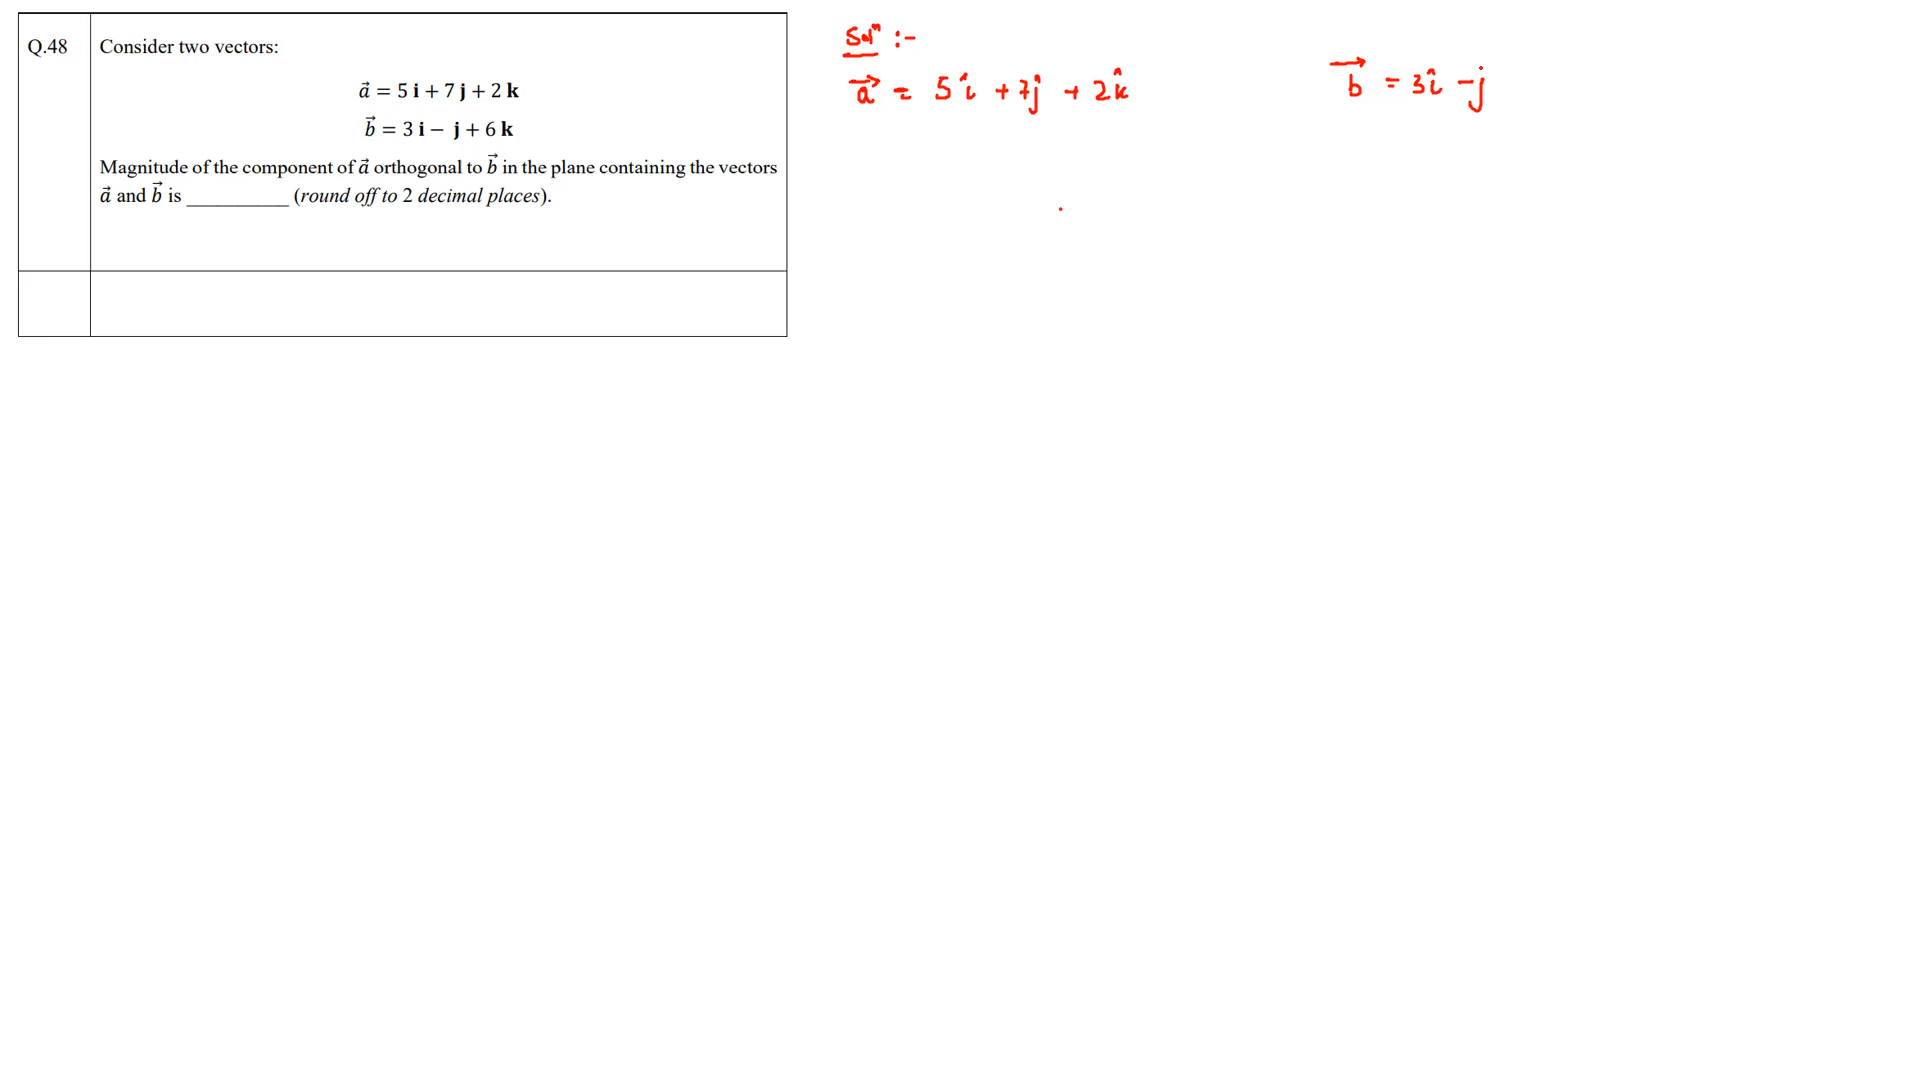 Q.48 Consider two vectors:
a⃗ = 5 i + 7 j + 2 k
b⃗ = 3 i − j + 6 k
Magnitude of the component of a⃗ orthogonal to b⃗ in the plane containing the vectors
a⃗ and b⃗ is __________ (round off to 2 decimal places).
Solⁿ :-
a⃗ = 5î + 7ĵ + 2k̂
b⃗ = 3î - j